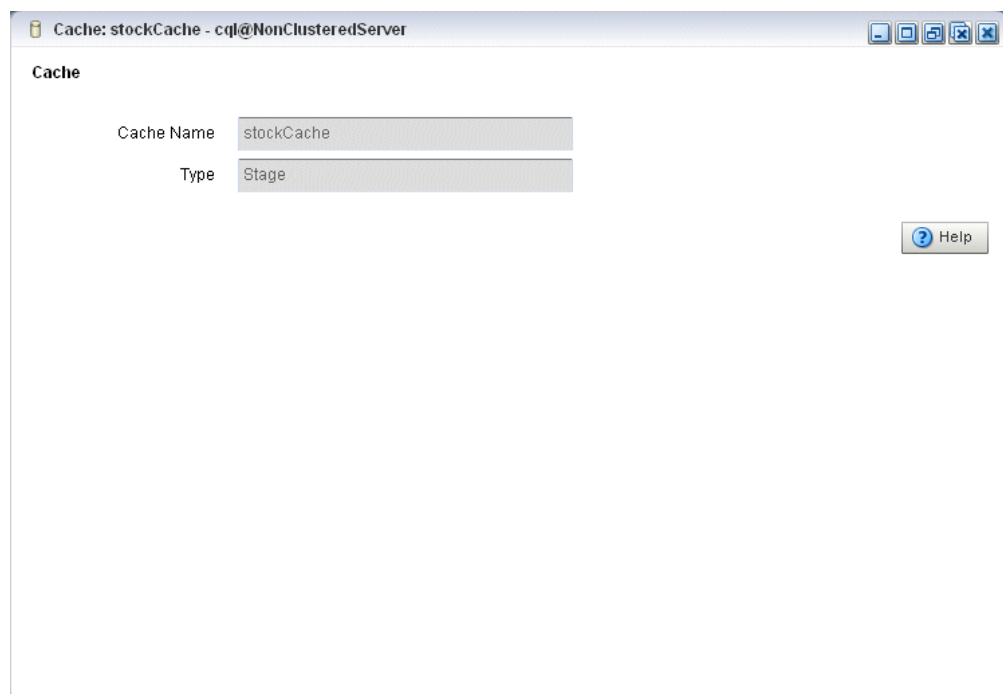 Cache: stockCache - cql@NonClusteredServer
Cache
Cache Name stockCache
Type Stage
Help